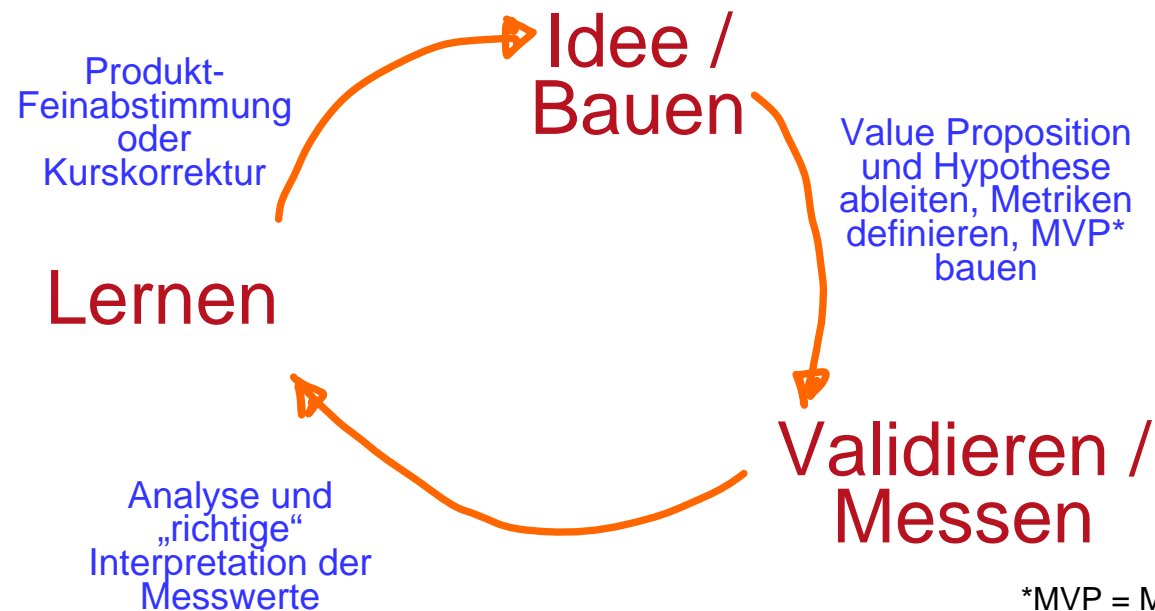 Idee /
Bauen
Produkt-
Feinabstimmung
oder
Kurskorrektur
Value Proposition
und Hypothese
ableiten, Metriken
definieren, MVP*
bauen
Lernen
Validieren /
Messen
Analyse und
„richtige“
Interpretation der
Messwerte
*MVP = M